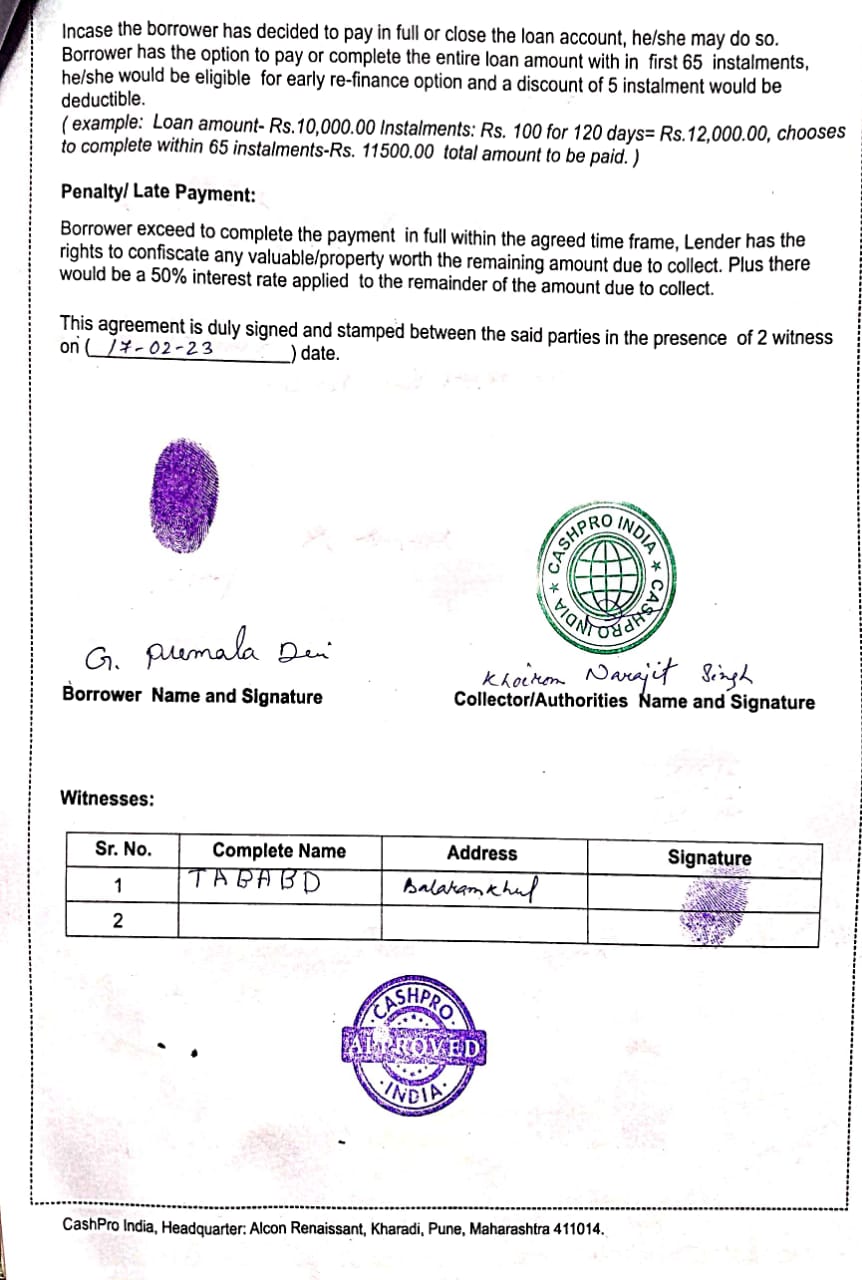 Incase the borrower has decided to pay in full or close the loan account, he/she may do so.
Borrower has the option to pay or complete the entire loan amount with in first 65 instalments,
he/she would be eligible for early re-finance option and a discount of 5 instalment would be
deductible.
( example: Loan amount- Rs.10,000.00 Instalments: Rs. 100 for 120 days= Rs.12,000.00, chooses
to complete within 65 instalments-Rs. 11500.00 total amount to be paid. )
Penalty/ Late Payment:
Borrower exceed to complete the payment in full within the agreed time frame, Lender has the
rights to confiscate any valuable/property worth the remaining amount due to collect. Plus there
would be a 50% interest rate applied to the remainder of the amount due to collect.
This agreement is duly signed and stamped between the said parties in the presence of 2 witness
on ( 17-02-23 ) date.
CASHPRO INDIA * CASHPRO INDIA *
G. premala Devi
Khoirom Narajit Singh
Borrower Name and Signature
Collector/Authorities Name and Signature
Witnesses:
Sr. No. Complete Name Address Signature
1 TABABD Balaramkhul
2
CASHPRO
APPROVED
INDIA
CashPro India, Headquarter: Alcon Renaissant, Kharadi, Pune, Maharashtra 411014.